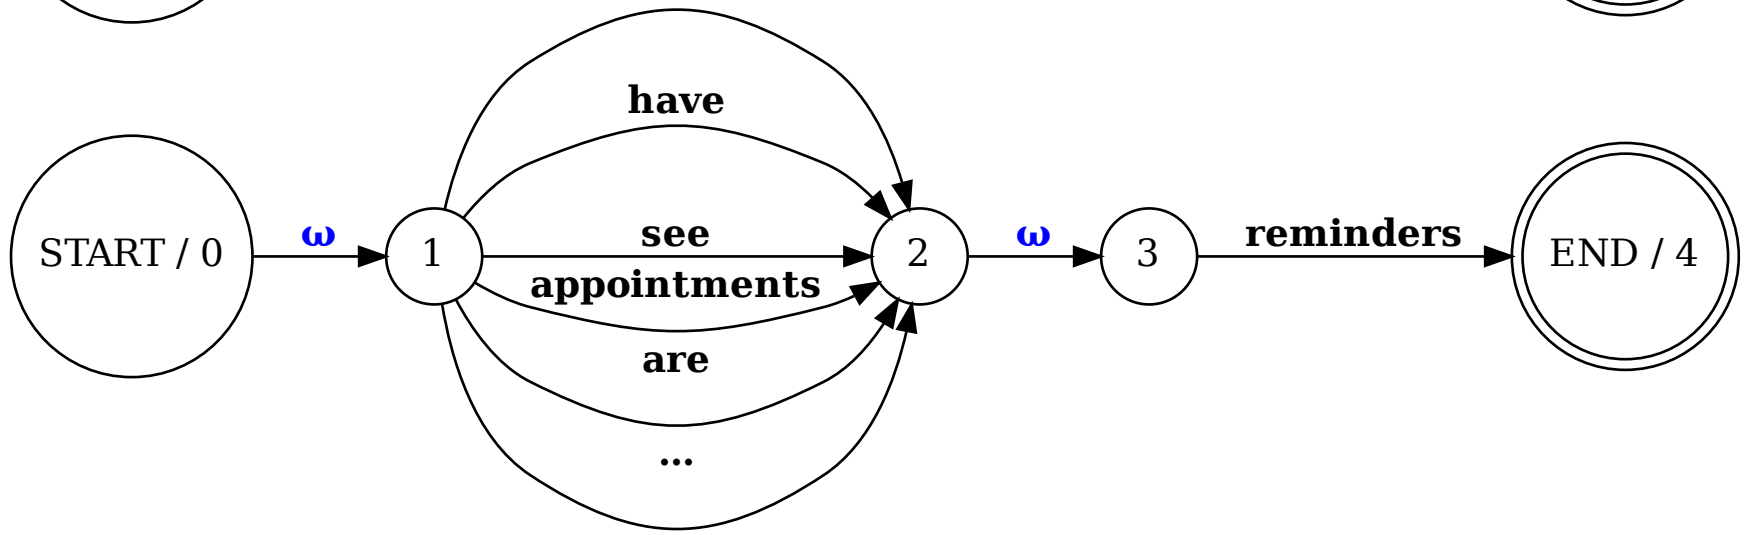 have
START / 0
ω
1
see
2
ω
3
reminders
END / 4
appointments
are
...